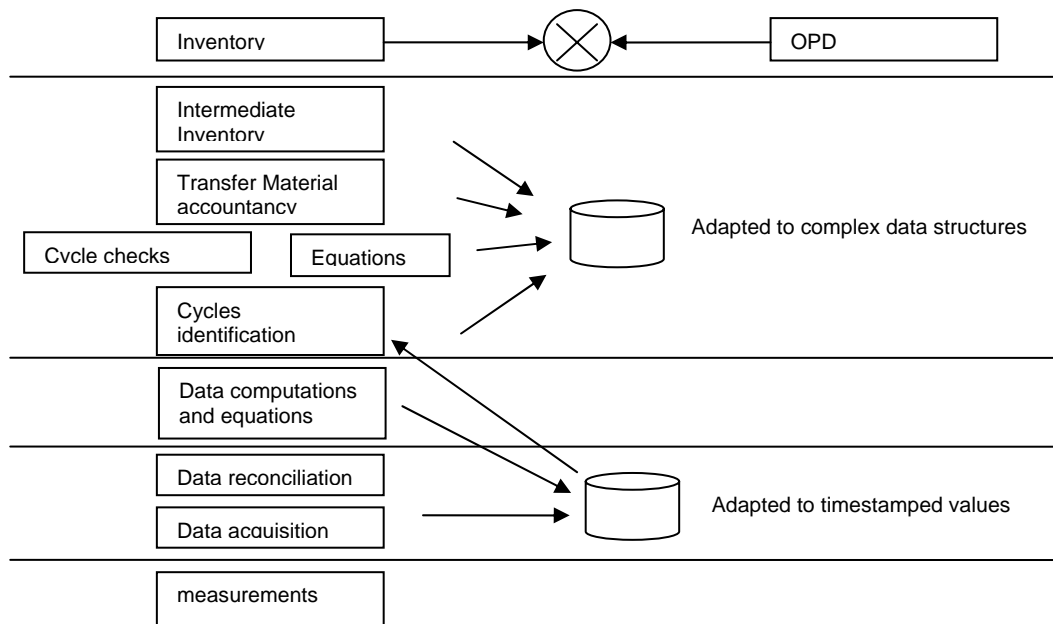 Inventory
OPD
Intermediate
Inventory
Transfer Material
accountancy
Adapted to complex data structures
Cycle checks
Equations
Cycles
identification
Data computations
and equations
Data reconciliation
Adapted to timestamped values
Data acquisition
measurements